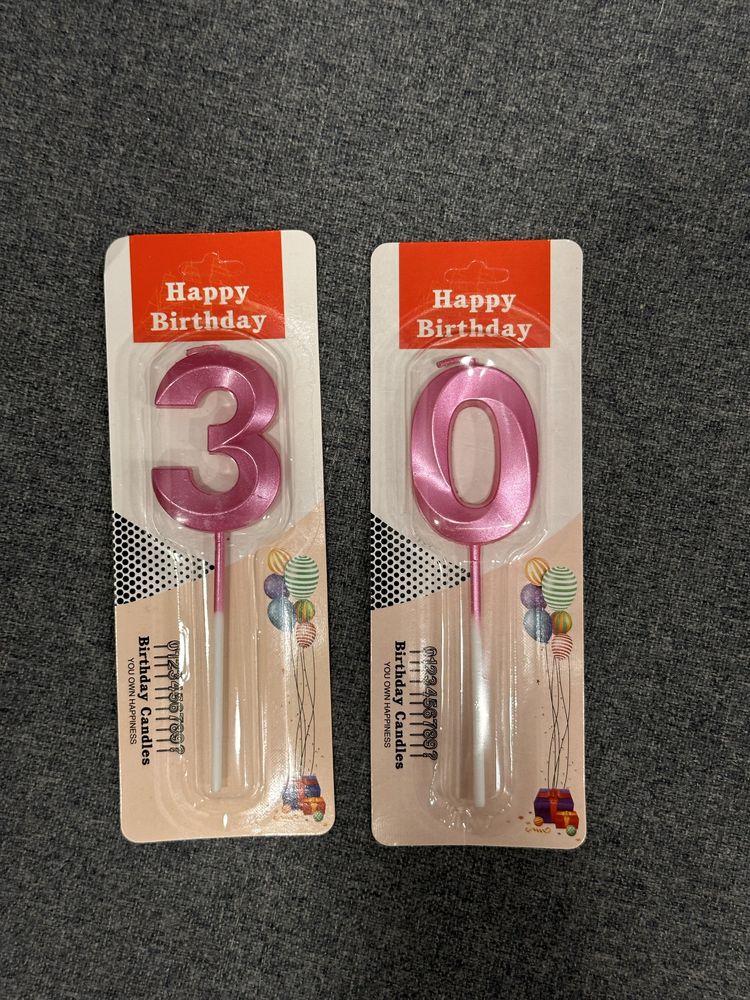 Happy
Birthday
3
0123456789?
Birthday Candles
YOU OWN HAPPINESS
Happy
Birthday
0
0123456789?
Birthday Candles
YOU OWN HAPPINESS